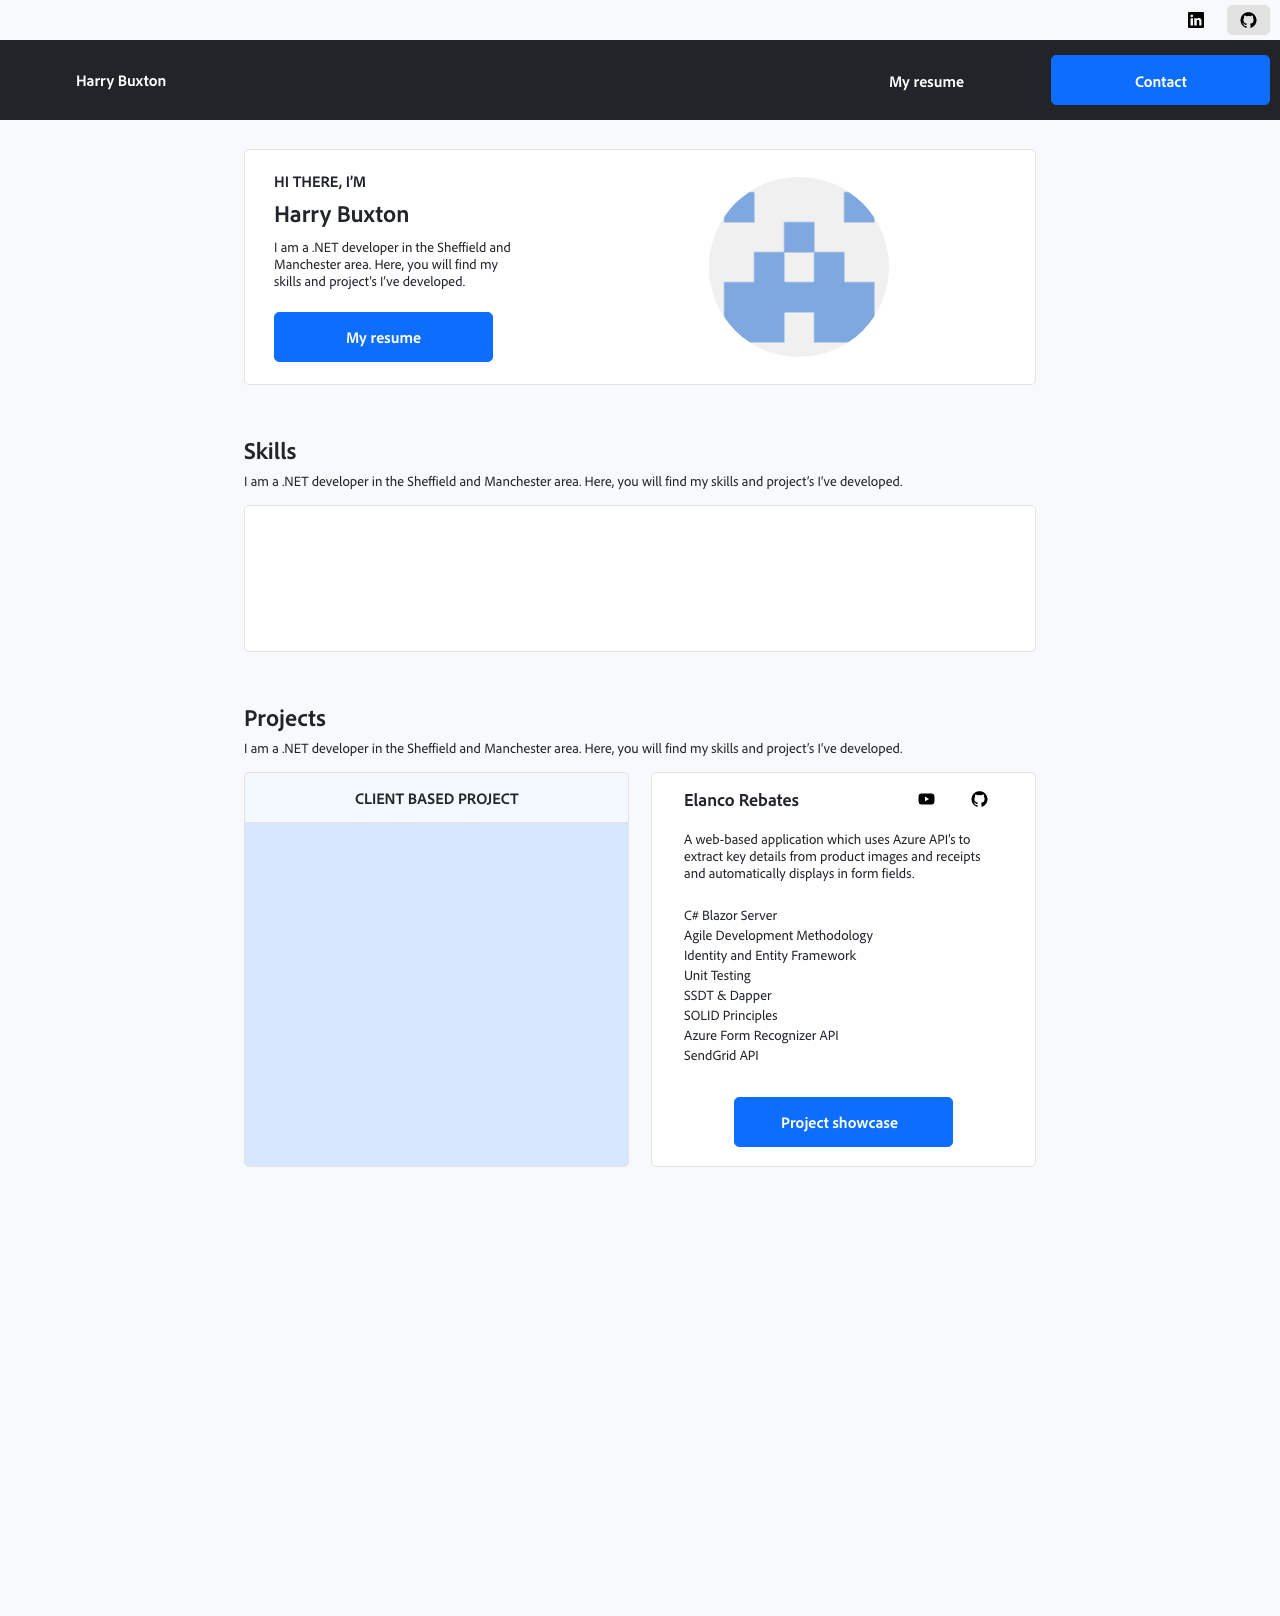 Harry Buxton
My resume
Contact
HI THERE, I’M
Harry Buxton
I am a .NET developer in the Sheffield and
Manchester area. Here, you will find my
skills and project’s I’ve developed.
My resume
Skills
I am a .NET developer in the Sheffield and Manchester area. Here, you will find my skills and project’s I’ve developed.
Projects
I am a .NET developer in the Sheffield and Manchester area. Here, you will find my skills and project’s I’ve developed.
CLIENT BASED PROJECT
Elanco Rebates
A web-based application which uses Azure API’s to
extract key details from product images and receipts
and automatically displays in form fields.
C# Blazor Server
Agile Development Methodology
Identity and Entity Framework
Unit Testing
SSDT & Dapper
SOLID Principles
Azure Form Recognizer API
SendGrid API
Project showcase